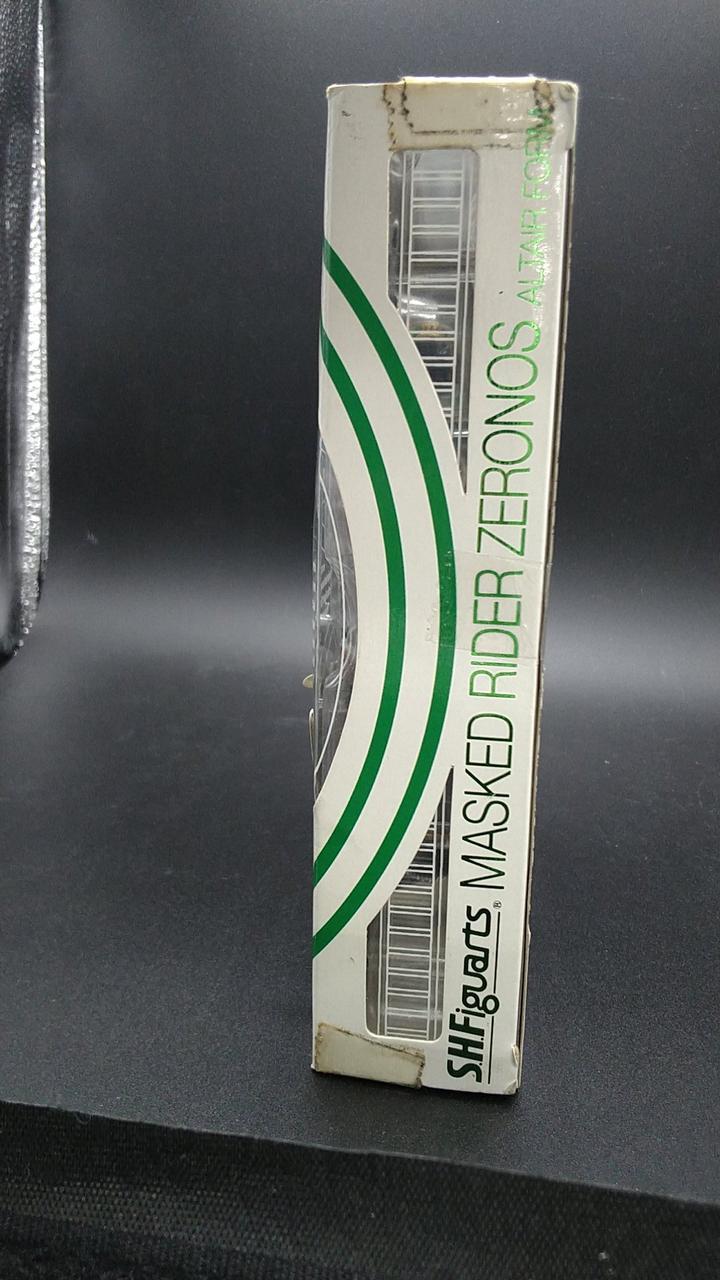 S.H.Figuarts® MASKED RIDER ZERONOS ALTAIR FORM